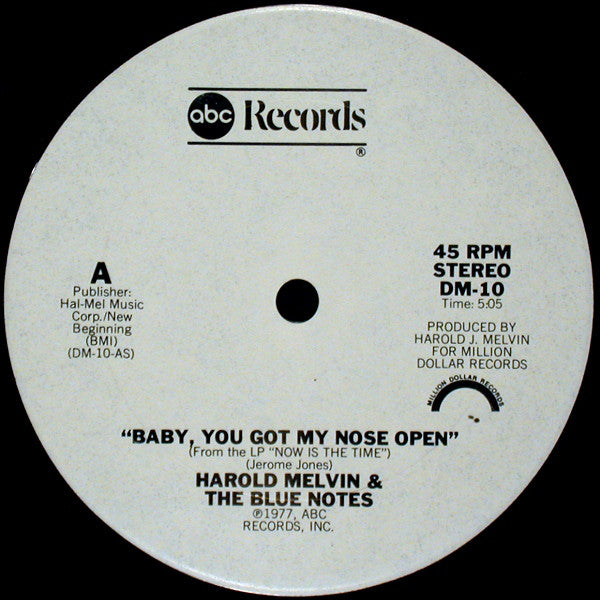 abc Records
®
A
Publisher:
Hal-Mel Music
Corp./New
Beginning
(BMI)
(DM-10-AS)
45 RPM
STEREO
DM-10
Time: 5:05
PRODUCED BY
HAROLD J. MELVIN
FOR MILLION
DOLLAR RECORDS
MILLION DOLLAR RECORDS
"BABY, YOU GOT MY NOSE OPEN"
(From the LP "NOW IS THE TIME")
(Jerome Jones)
HAROLD MELVIN &
THE BLUE NOTES
℗1977, ABC
RECORDS, INC.